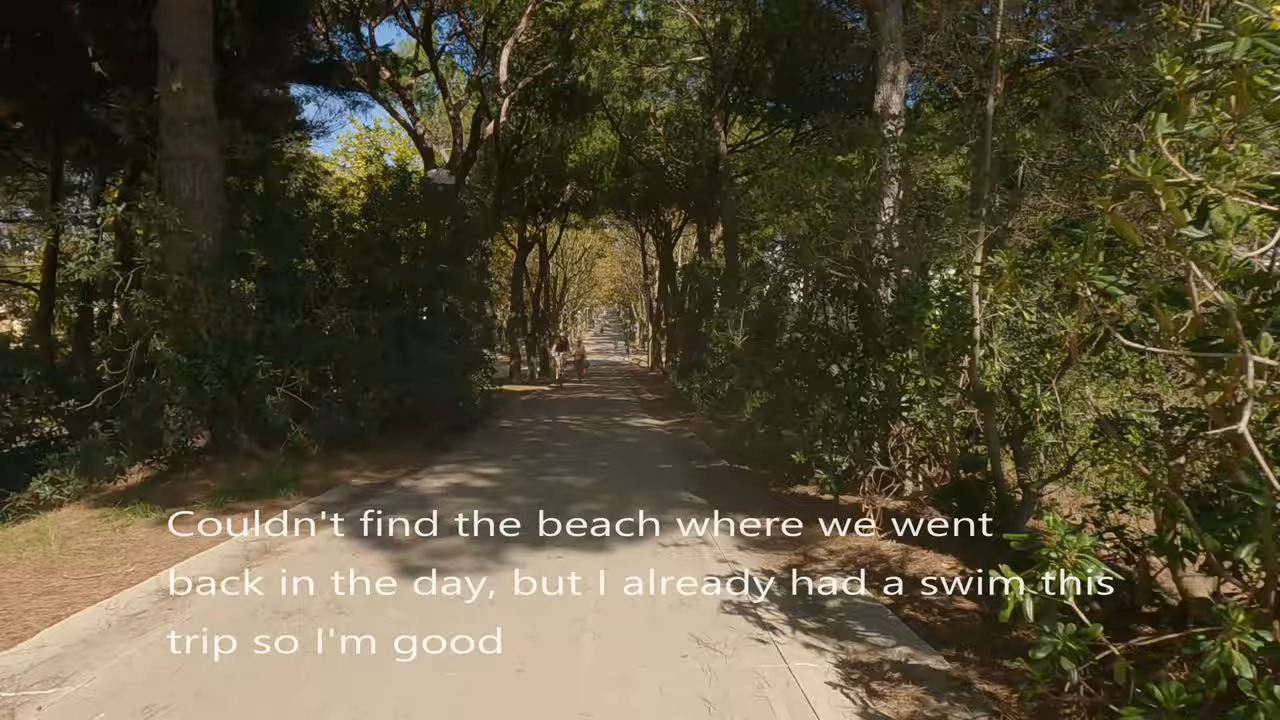 Couldn't find the beach where we went
back in the day, but I already had a swim this
trip so I'm good